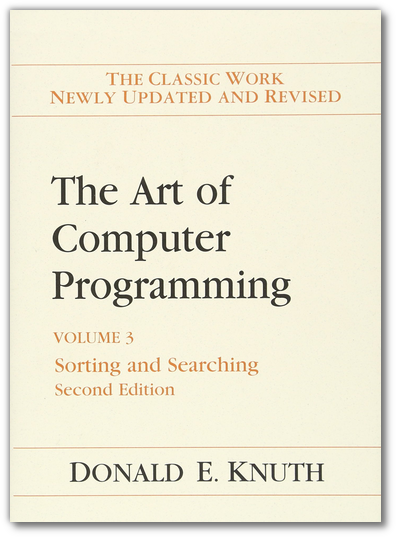 THE CLASSIC WORK
NEWLY UPDATED AND REVISED
The Art of
Computer
Programming
VOLUME 3
Sorting and Searching
Second Edition
DONALD E. KNUTH